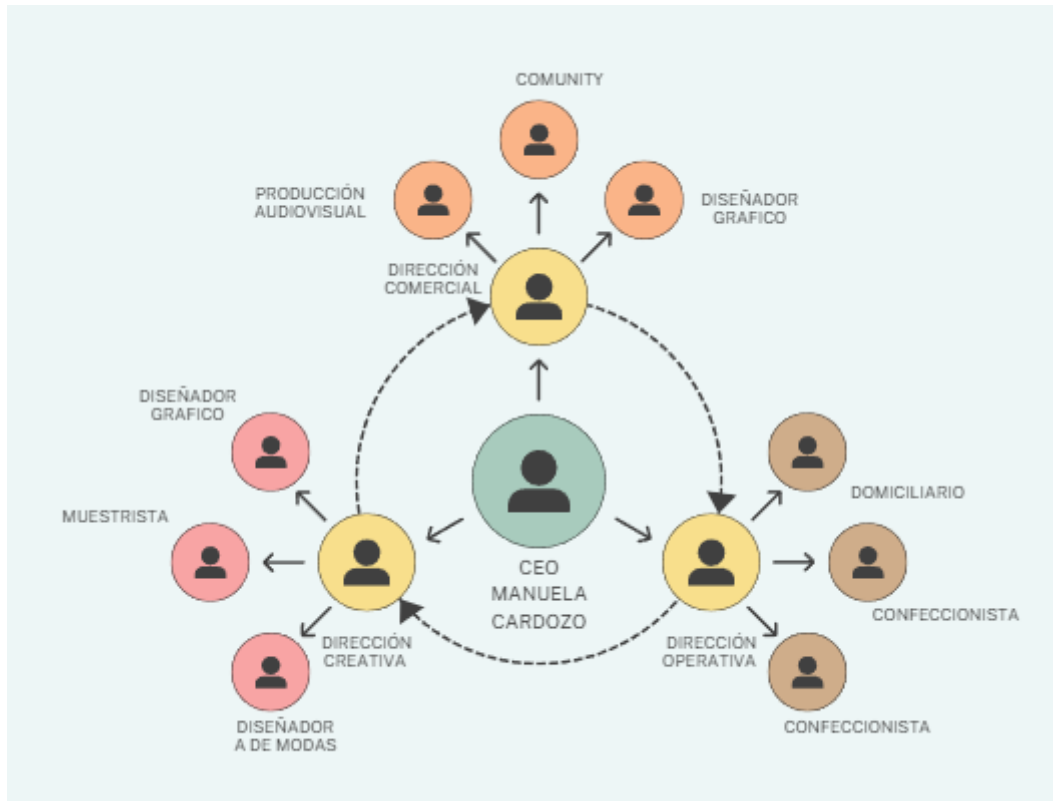 COMUNITY
PRODUCCIÓN
AUDIOVISUAL
DISEÑADOR
GRAFICO
DIRECCIÓN
COMERCIAL
DISEÑADOR
GRAFICO
MUESTRISTA
DOMICILIARIO
CEO
MANUELA
CARDOZO
CONFECCIONISTA
DIRECCIÓN
CREATIVA
DIRECCIÓN
OPERATIVA
DISEÑADOR
A DE MODAS
CONFECCIONISTA